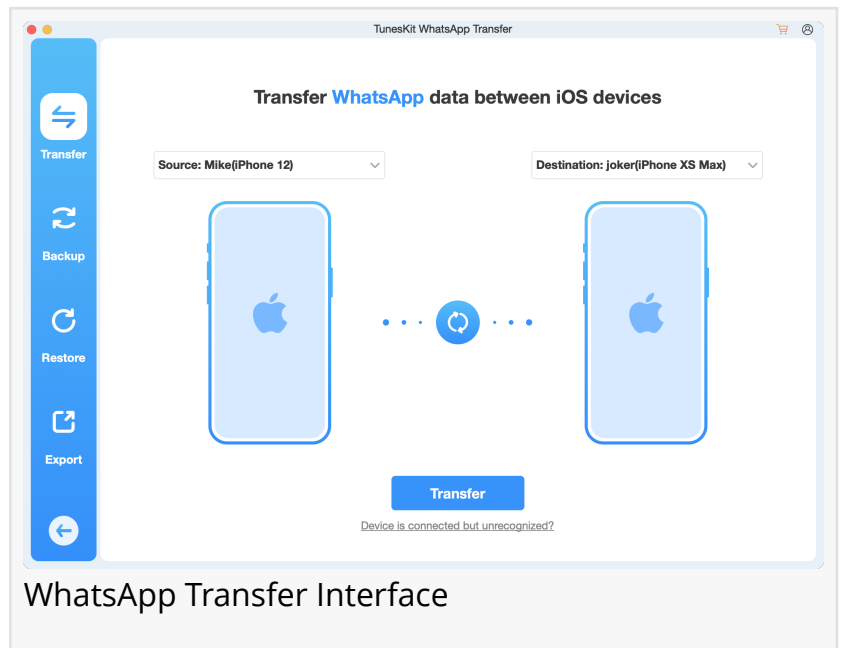 TunesKit WhatsApp Transfer
Transfer WhatsApp data between iOS devices
Transfer
Source: Mike(iPhone 12)
Destination: joker(iPhone XS Max)
Backup
Restore
Export
Transfer
Device is connected but unrecognized?
WhatsApp Transfer Interface